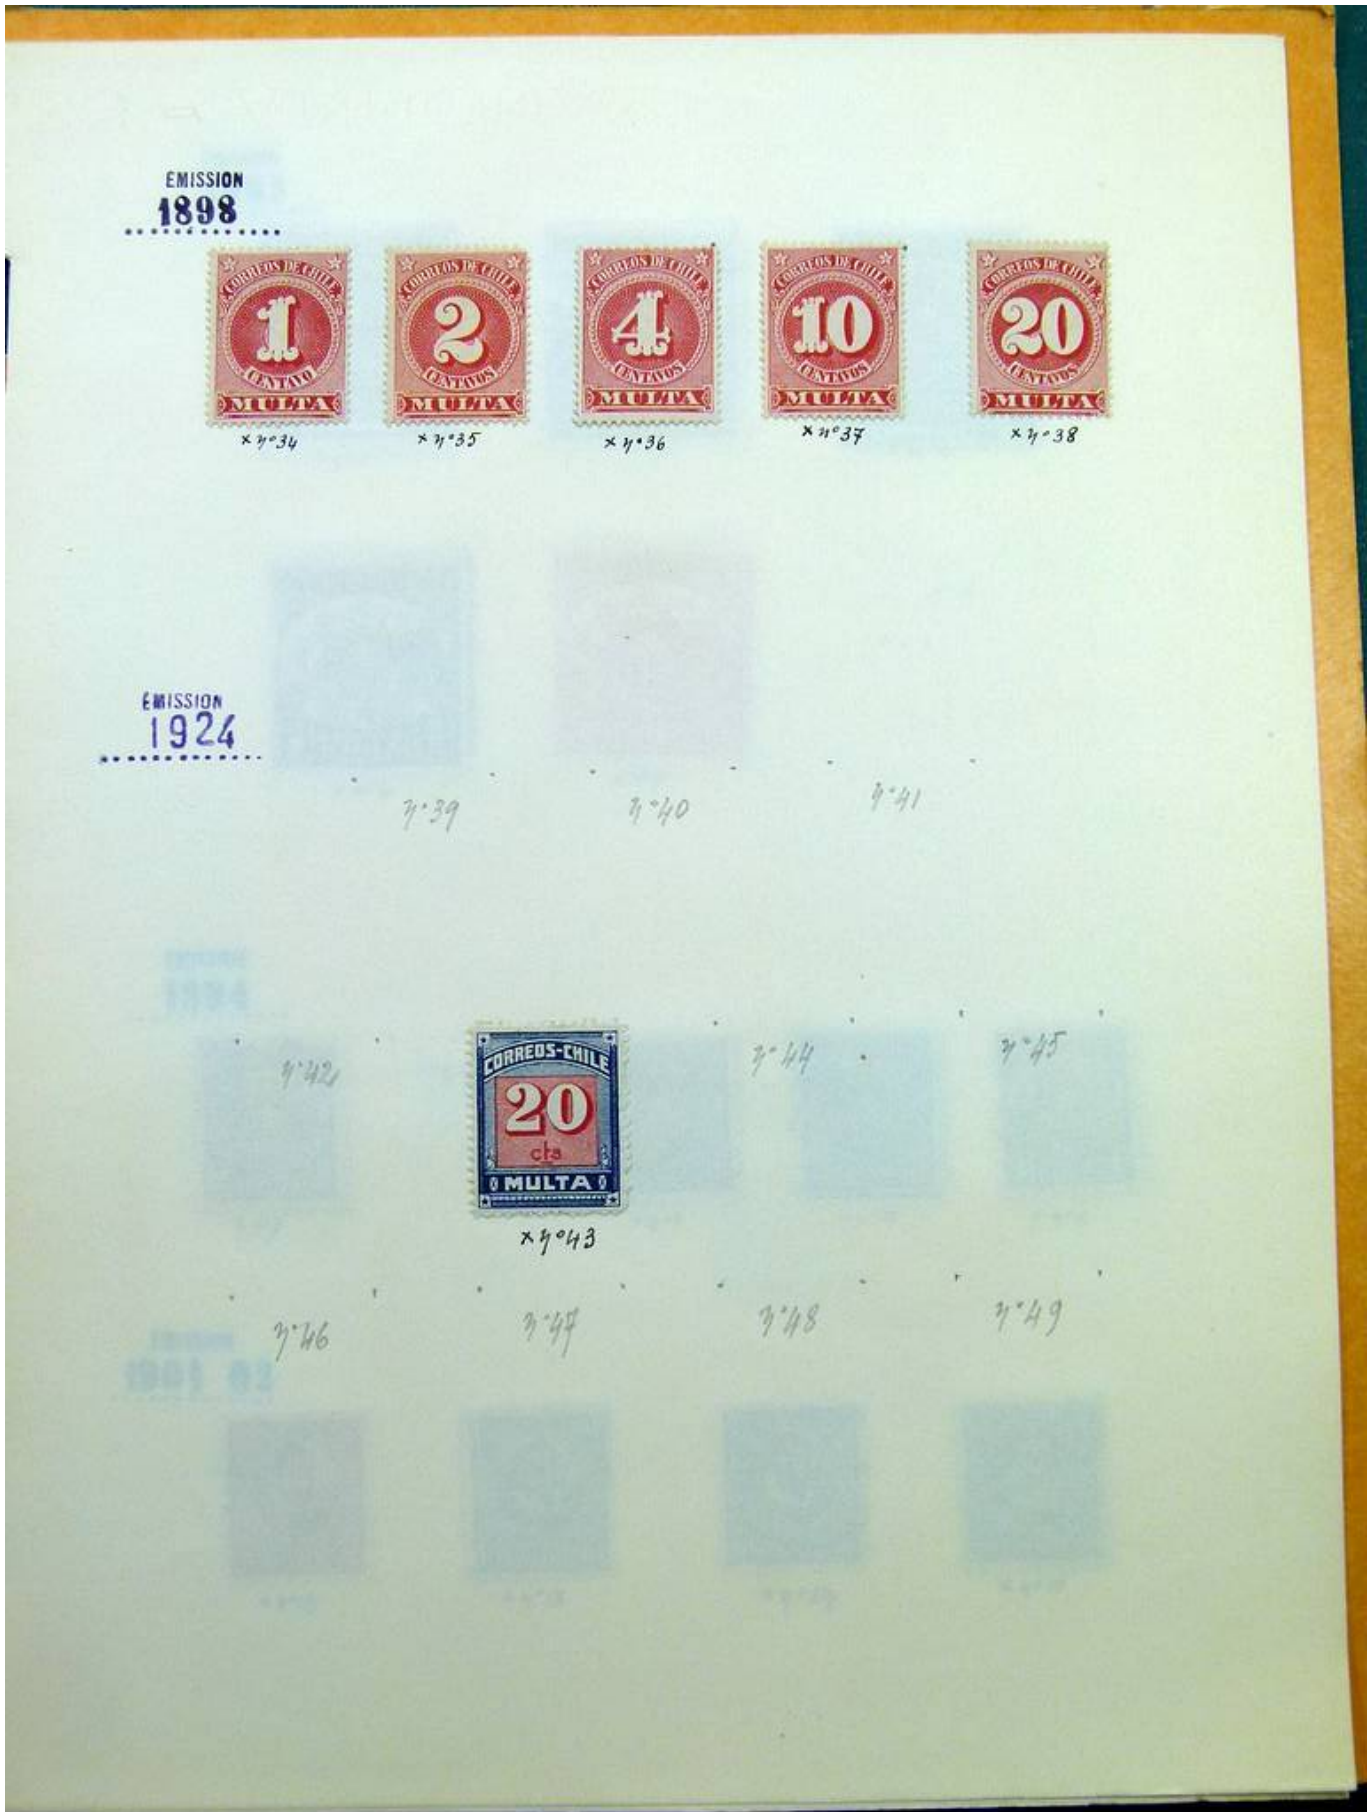 ÉMISSION
1898
CORREOS DE CHILE
1
CENTAVO
MULTA
CORREOS DE CHILE
2
CENTAVOS
MULTA
CORREOS DE CHILE
4
CENTAVOS
MULTA
CORREOS DE CHILE
10
CENTAVOS
MULTA
CORREOS DE CHILE
20
CENTAVOS
MULTA
x n°34
x n°35
x n°36
x n°37
x n°38
ÉMISSION
1924
n°39
n°40
n°41
n°42
CORREOS-CHILE
20
cts
MULTA
x n°43
n°44
n°45
n°46
n°47
n°48
n°49